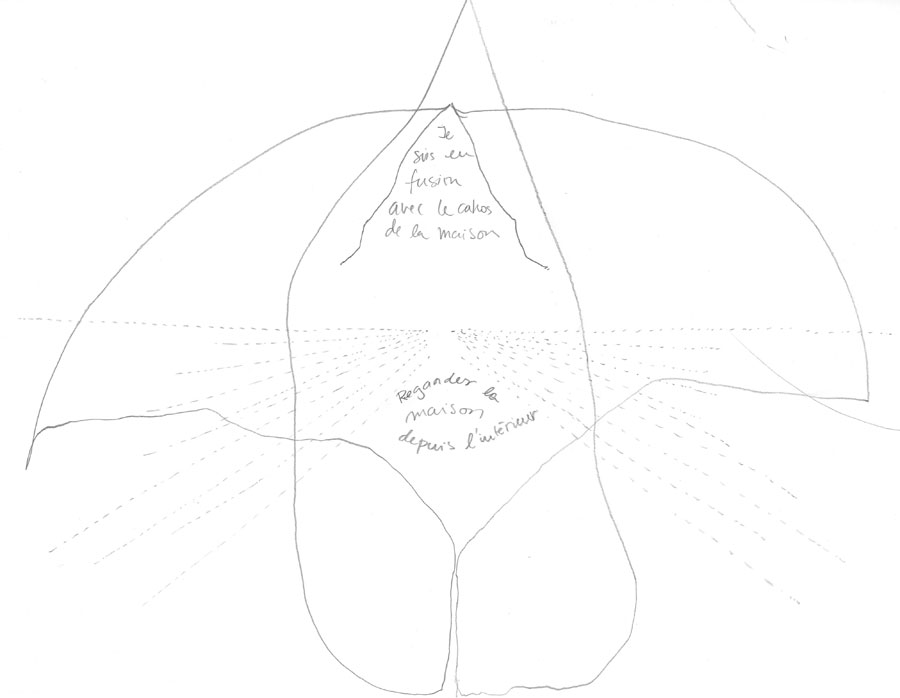 Je
suis en
fusion
avec le cahos
de la maison
Regarder la
maison
depuis l'intérieur